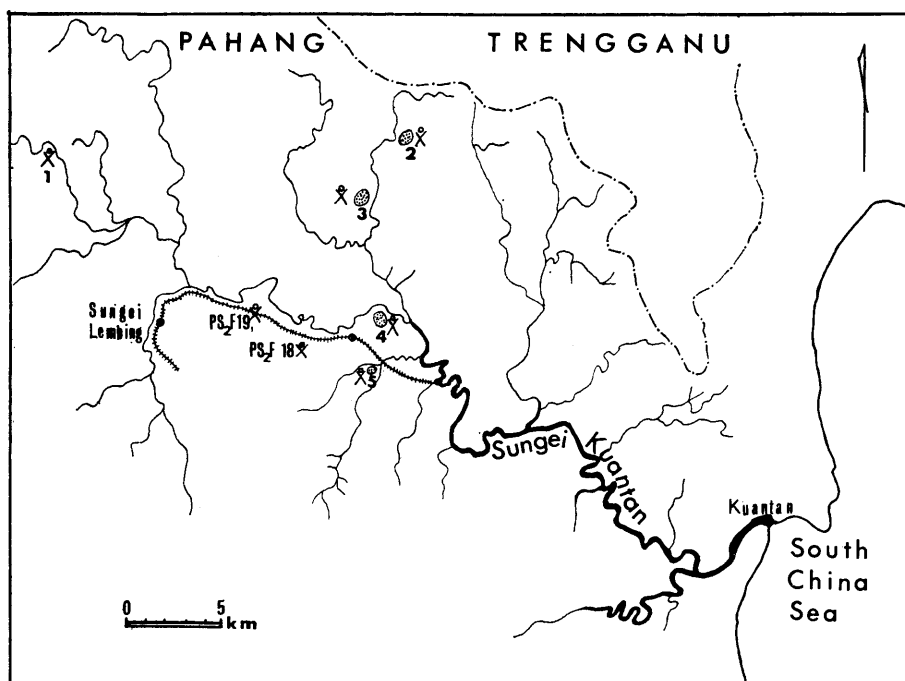 PAHANG TRENGGANU
2
1
3
Sungei
Lembing
PS2F19,
PS2F 18
4
5
Sungei Kuantan
Kuantan
South
China
Sea
0 5
km